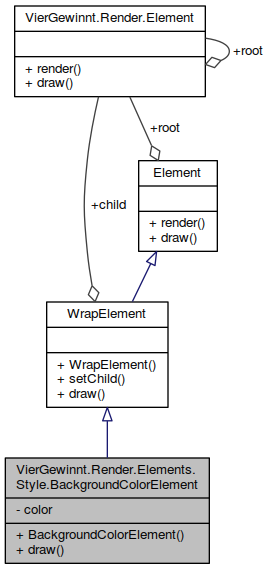 VierGewinnt.Render.Element
+ render()
+ draw()
+root
+root
Element
+ render()
+ draw()
+child
WrapElement
+ WrapElement()
+ setChild()
+ draw()
VierGewinnt.Render.Elements.
Style.BackgroundColorElement
- color
+ BackgroundColorElement()
+ draw()